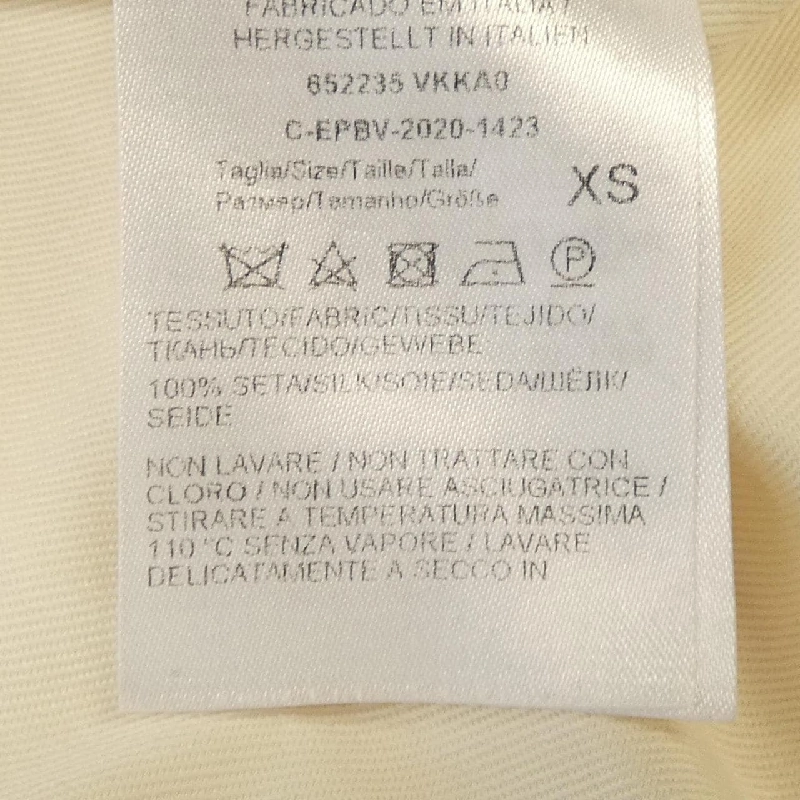 FABRICADO EM ITALIA /
HERGESTELLT IN ITALIEN
652235 VKKA0
C-EPBV-2020-1423
Taglia/Size/Taille/Talla/
Размер/Tamanho/Größe
XS
P
TESSUTO/FABRIC/TISSU/TEJIDO/
ТКАНЬ/TECIDO/GEWEBE
100% SETA/SILK/SOIE/SEDA/ШЁЛК/
SEIDE
NON LAVARE / NON TRATTARE CON
CLORO / NON USARE ASCIUGATRICE /
STIRARE A TEMPERATURA MASSIMA
110 °C SENZA VAPORE / LAVARE
DELICATAMENTE A SECCO IN